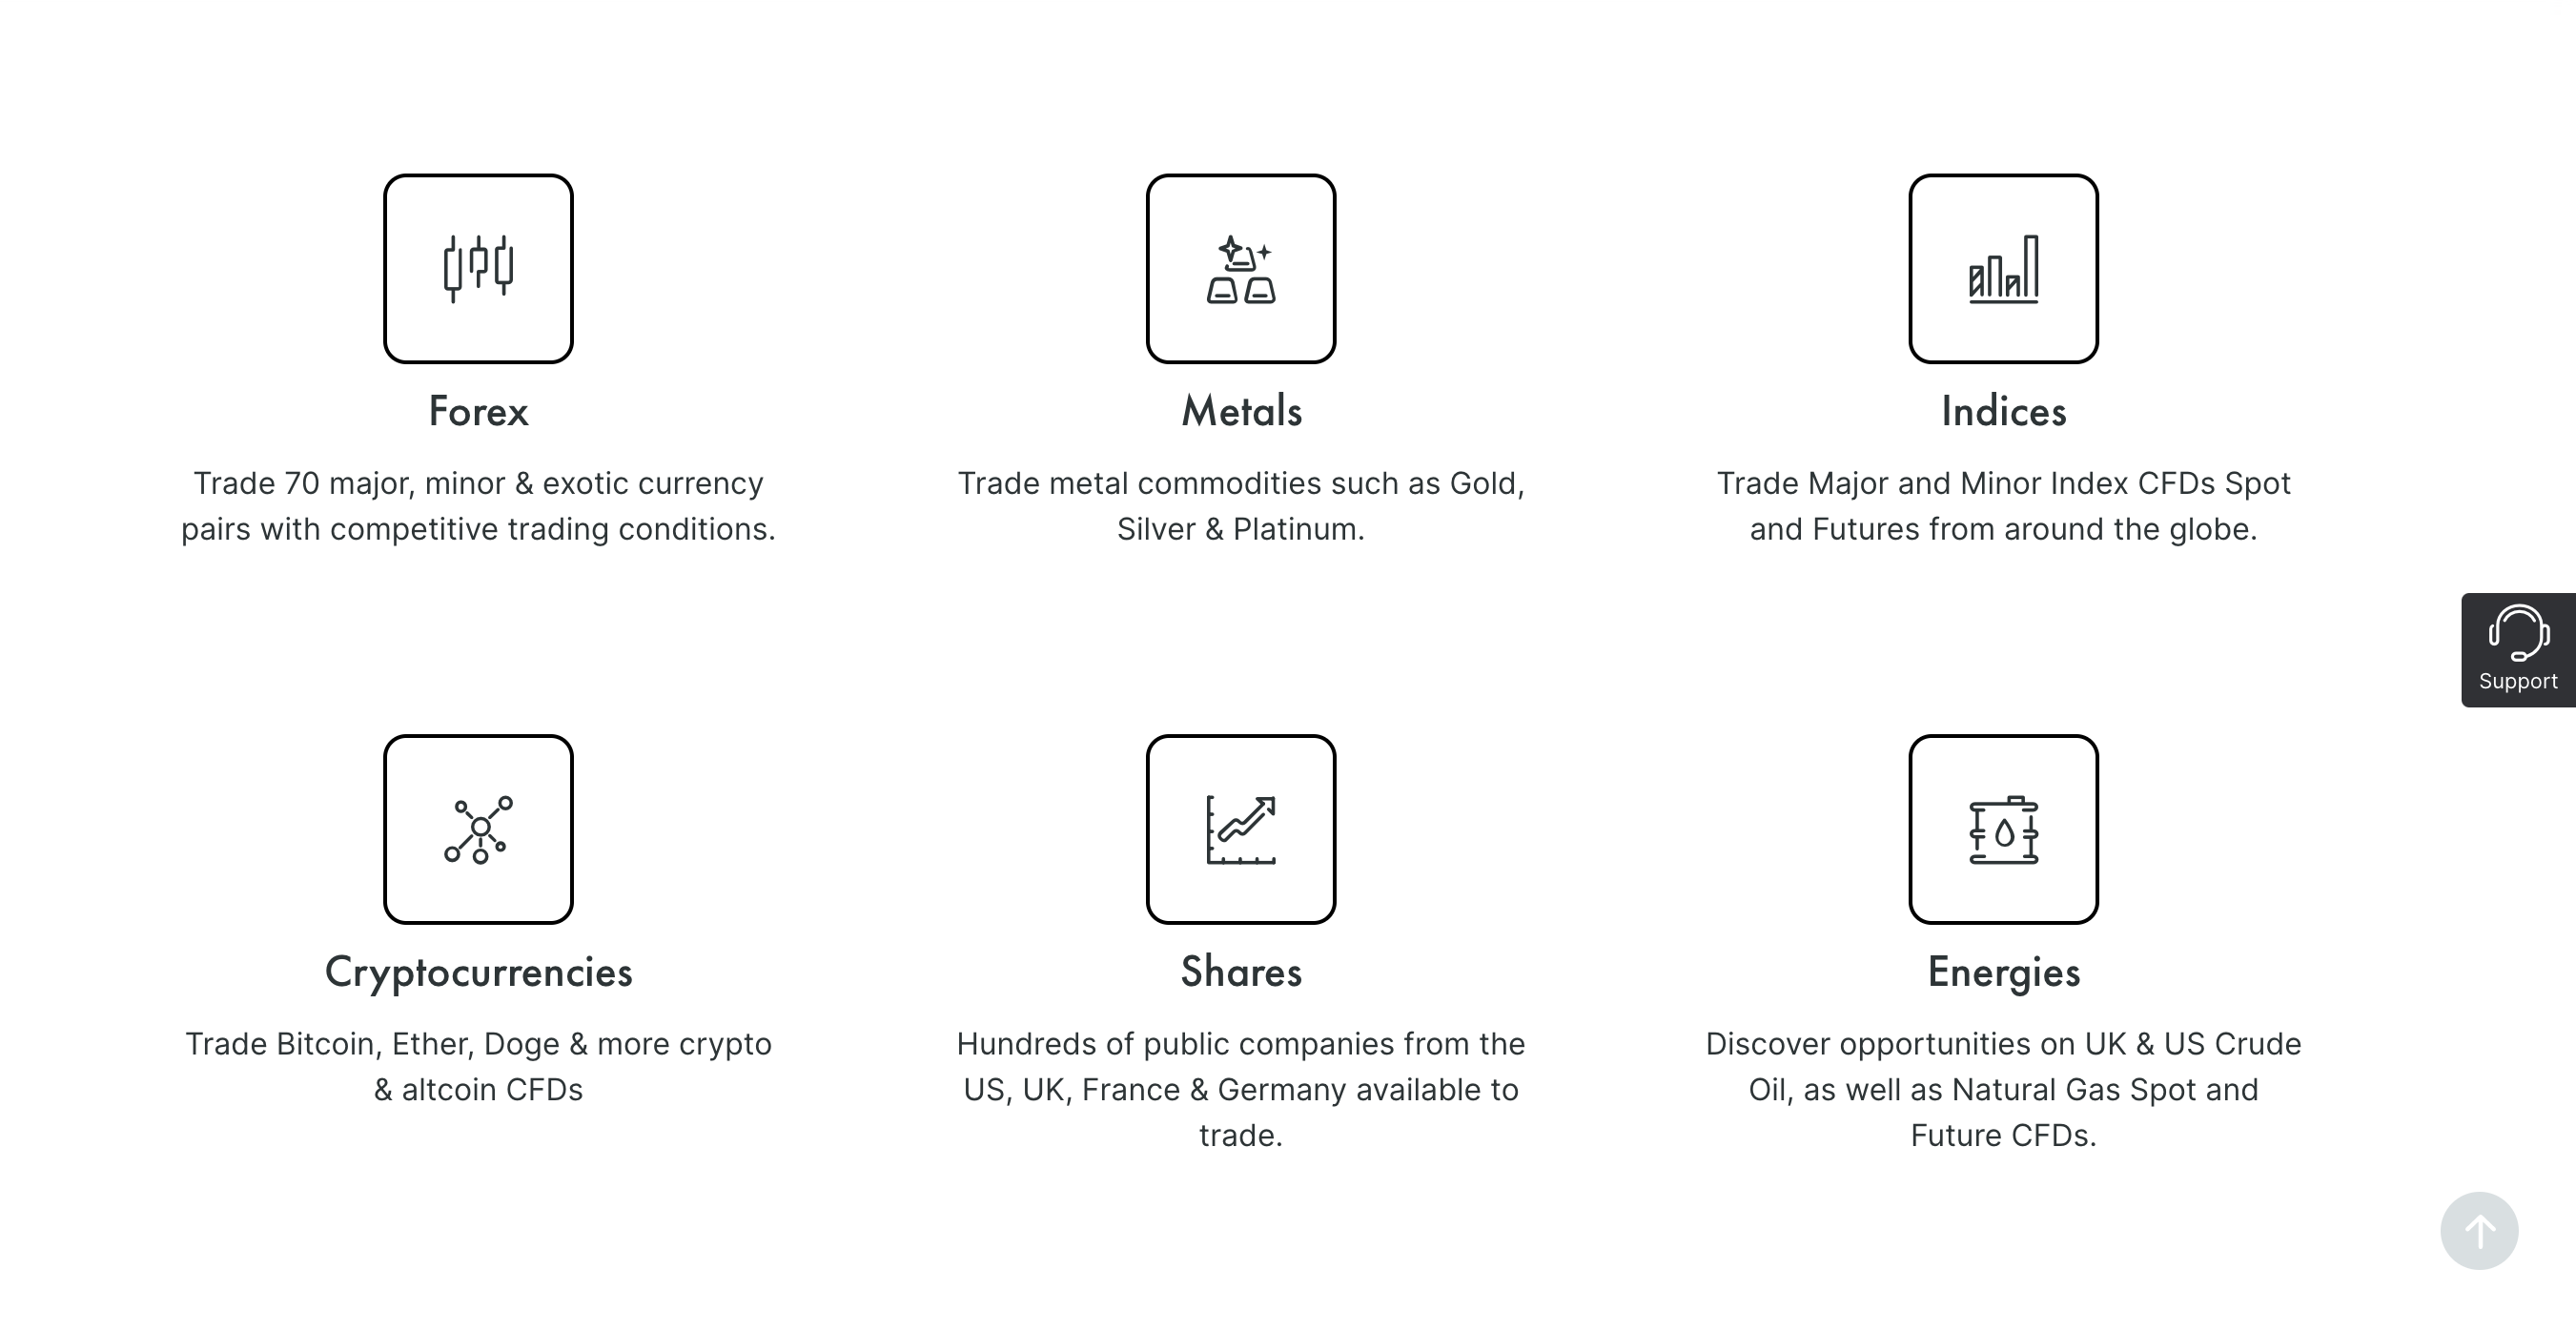 Forex
Trade 70 major, minor & exotic currency
pairs with competitive trading conditions.
Metals
Trade metal commodities such as Gold,
Silver & Platinum.
Indices
Trade Major and Minor Index CFDs Spot
and Futures from around the globe.
Support
Cryptocurrencies
Trade Bitcoin, Ether, Doge & more crypto
& altcoin CFDs
Shares
Hundreds of public companies from the
US, UK, France & Germany available to
trade.
Energies
Discover opportunities on UK & US Crude
Oil, as well as Natural Gas Spot and
Future CFDs.